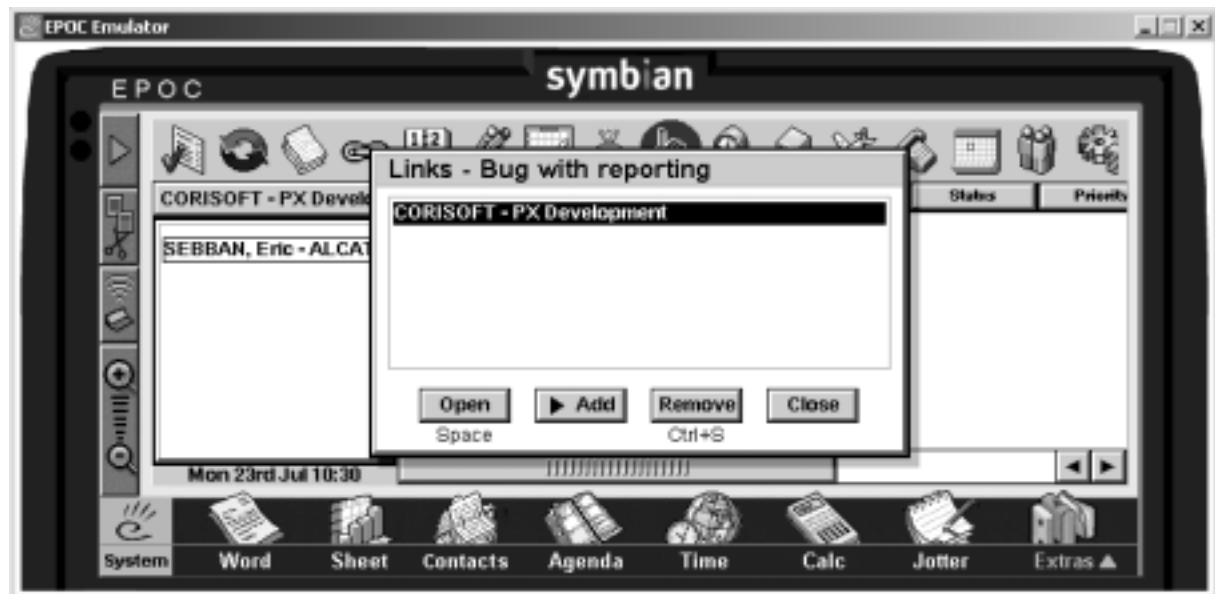 EPOC Emulator
symbian
EPOC
1:2
Links - Bug with reporting
CORISOFT - PX Devel
Status
Priority
CORISOFT - PX Development
SEBBAN, Eric - ALCAT
Open
Add
Remove
Close
Space
Ctrl+S
Mon 23rd Jul 10:30
System
Word
Sheet
Contacts
Agenda
Time
Calc
Jotter
Extras